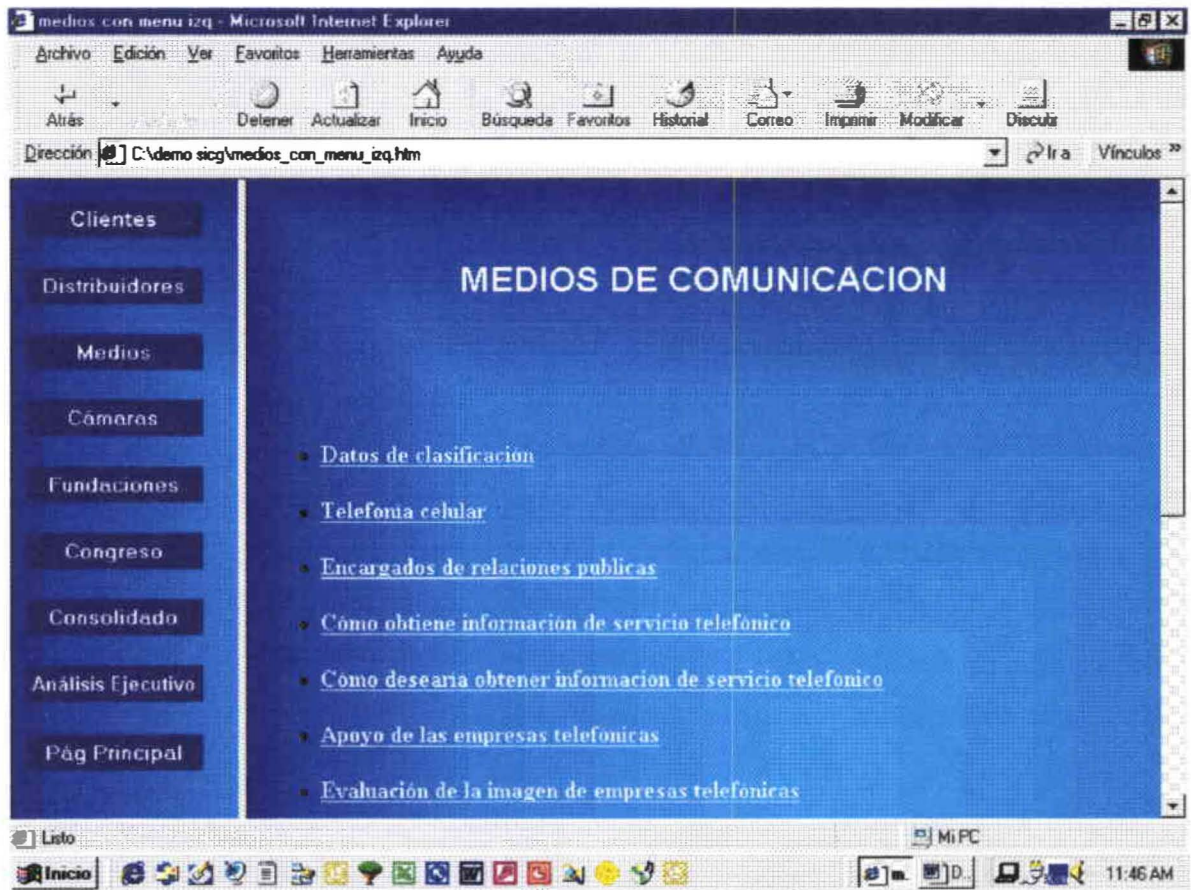 medios con menu izq - Microsoft Internet Explorer
Archivo Edición Ver Favoritos Herramientas Ayuda
Atrás Detener Actualizar Inicio Búsqueda Favoritos Historial Correo Imprimir Modificar Discutir
Dirección C:\demo sicg\medios_con_menu_izq.htm Ir a Vínculos »
Clientes
Distribuidores
Medios
Cámaras
Fundaciones
Congreso
Consolidado
Análisis Ejecutivo
Pág Principal
MEDIOS DE COMUNICACION
Datos de clasificación
Telefonía celular
Encargados de relaciones publicas
Cómo obtiene información de servicio telefónico
Cómo desearía obtener informacion de servicio telefonico
Apoyo de las empresas telefonicas
Evaluación de la imagen de empresas telefónicas
Listo Mi PC
Inicio m. D.. 11:46 AM